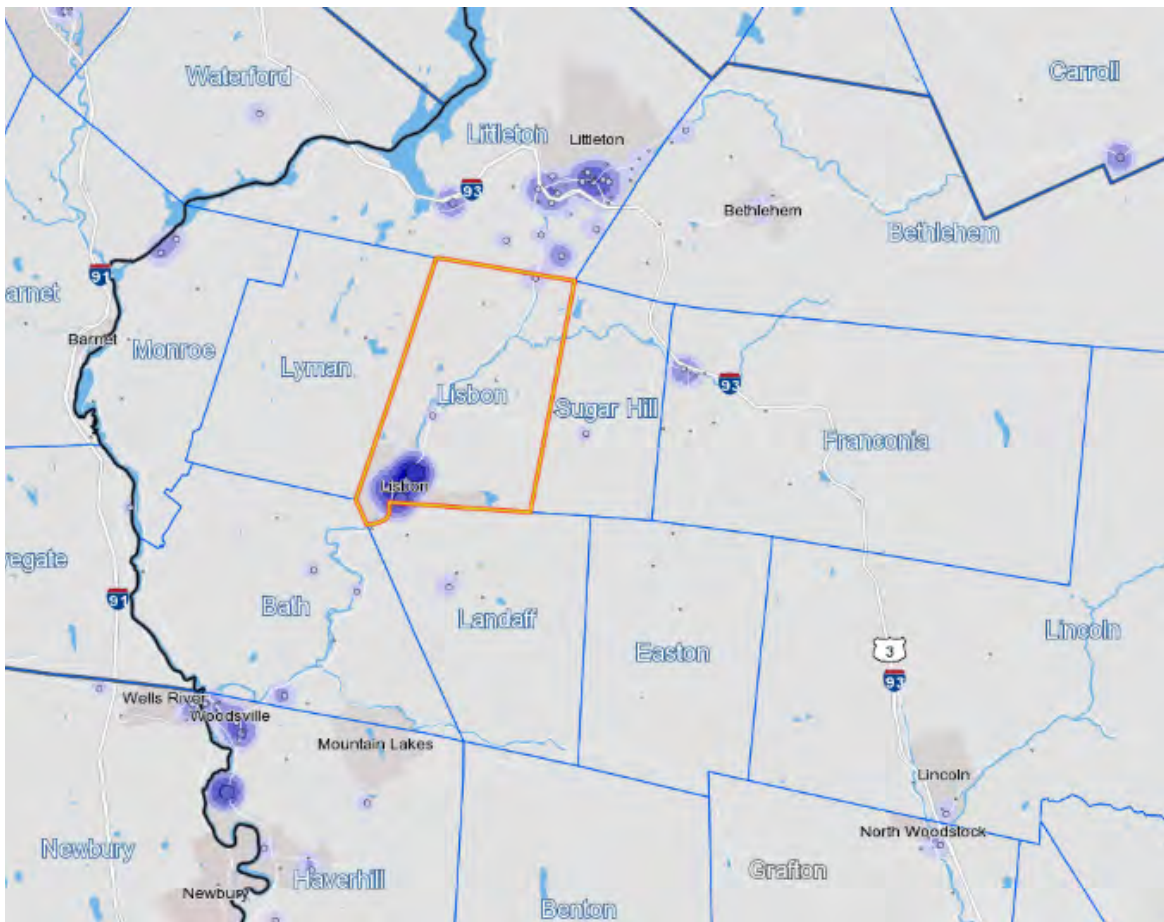 Waterford
Carroll
Littleton
Littleton
93
Bethlehem
Bethlehem
91
arnet
Barnet
Monroe
Lyman
Lisbon
Sugar Hill
93
Franconia
Lisbon
regate
91
Bath
Landaff
Easton
Lincoln
3
93
Wells River
Woodsville
Mountain Lakes
Lincoln
North Woodstock
Newbury
Newbury
Haverhill
Grafton
Benton